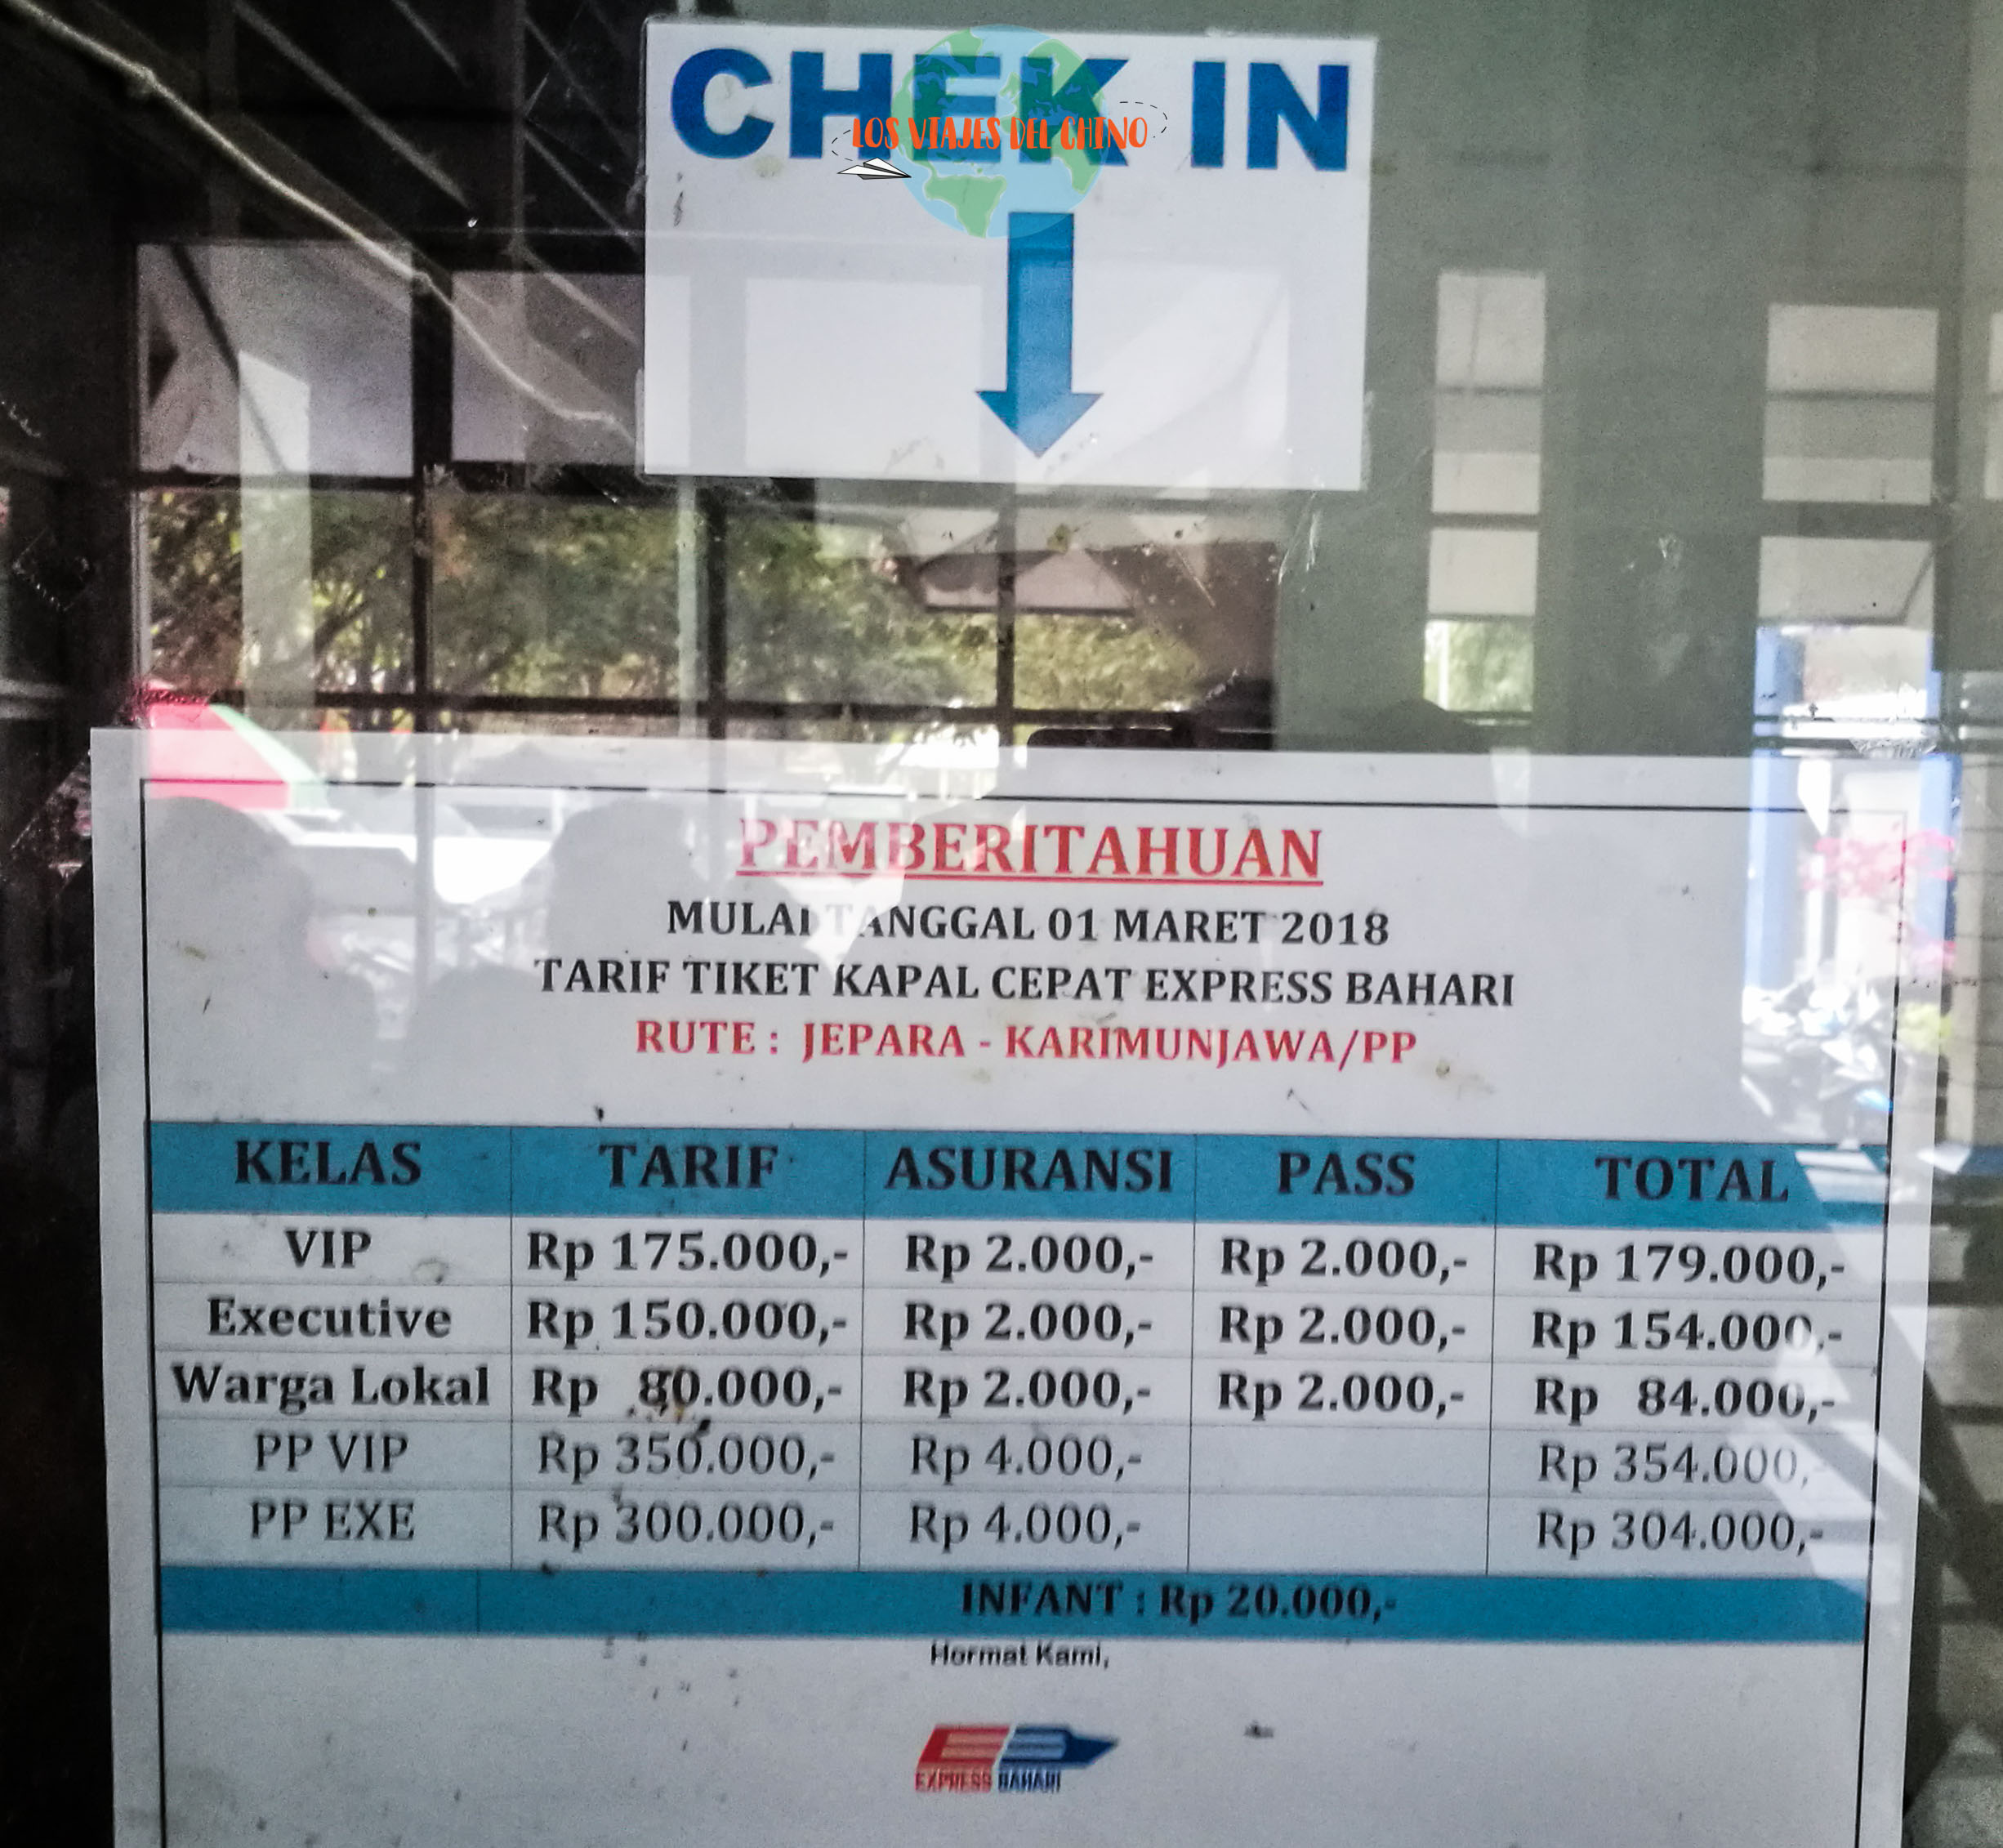 CHEK IN
LOS VIAJES DEL CHINO
PEMBERITAHUAN
MULAI TANGGAL 01 MARET 2018
TARIF TIKET KAPAL CEPAT EXPRESS BAHARI
RUTE : JEPARA - KARIMUNJAWA/PP
KELAS TARIF ASURANSI PASS TOTAL
VIP Rp 175.000,- Rp 2.000,- Rp 2.000,- Rp 179.000,-
Executive Rp 150.000,- Rp 2.000,- Rp 2.000,- Rp 154.000,-
Warga Lokal Rp 80.000,- Rp 2.000,- Rp 2.000,- Rp 84.000,-
PP VIP Rp 350.000,- Rp 4.000,- Rp 354.000,-
PP EXE Rp 300.000,- Rp 4.000,- Rp 304.000,-
INFANT : Rp 20.000,-
Hormat Kami,
EXPRESS BAHARI